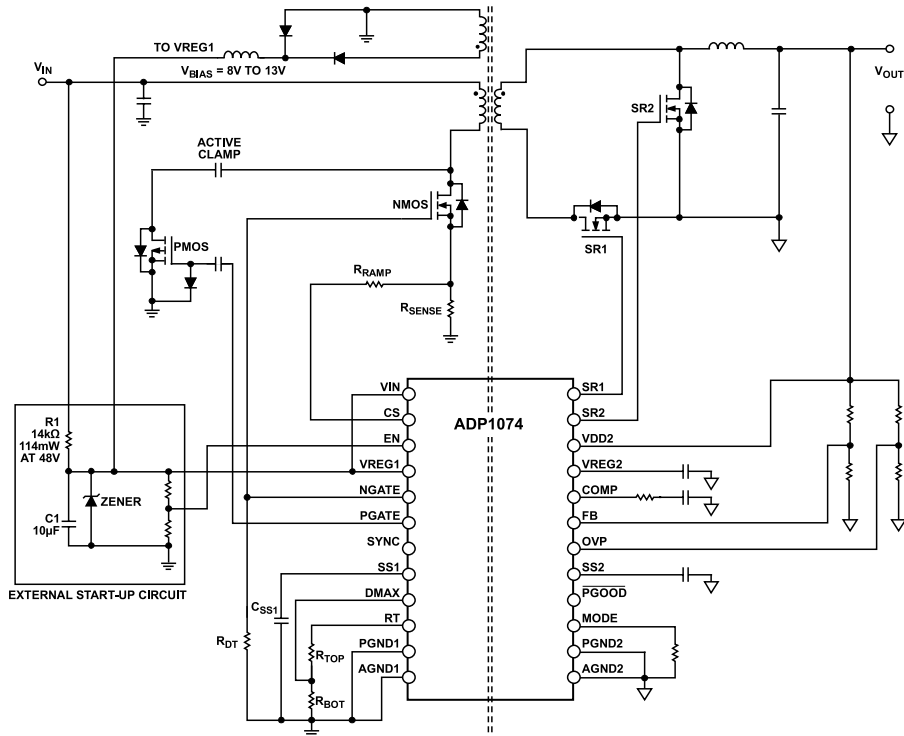 TO VREG1
V_BIAS = 8V TO 13V
V_IN
V_OUT
SR2
ACTIVE
CLAMP
NMOS
SR1
PMOS
R_RAMP
R_SENSE
ADP1074
VIN
CS
EN
VREG1
NGATE
PGATE
SYNC
SS1
DMAX
RT
PGND1
AGND1
SR1
SR2
VDD2
VREG2
COMP
FB
OVP
SS2
PGOOD
MODE
PGND2
AGND2
R1
14kΩ
114mW
AT 48V
ZENER
C1
10µF
EXTERNAL START-UP CIRCUIT
C_SS1
R_DT
R_TOP
R_BOT